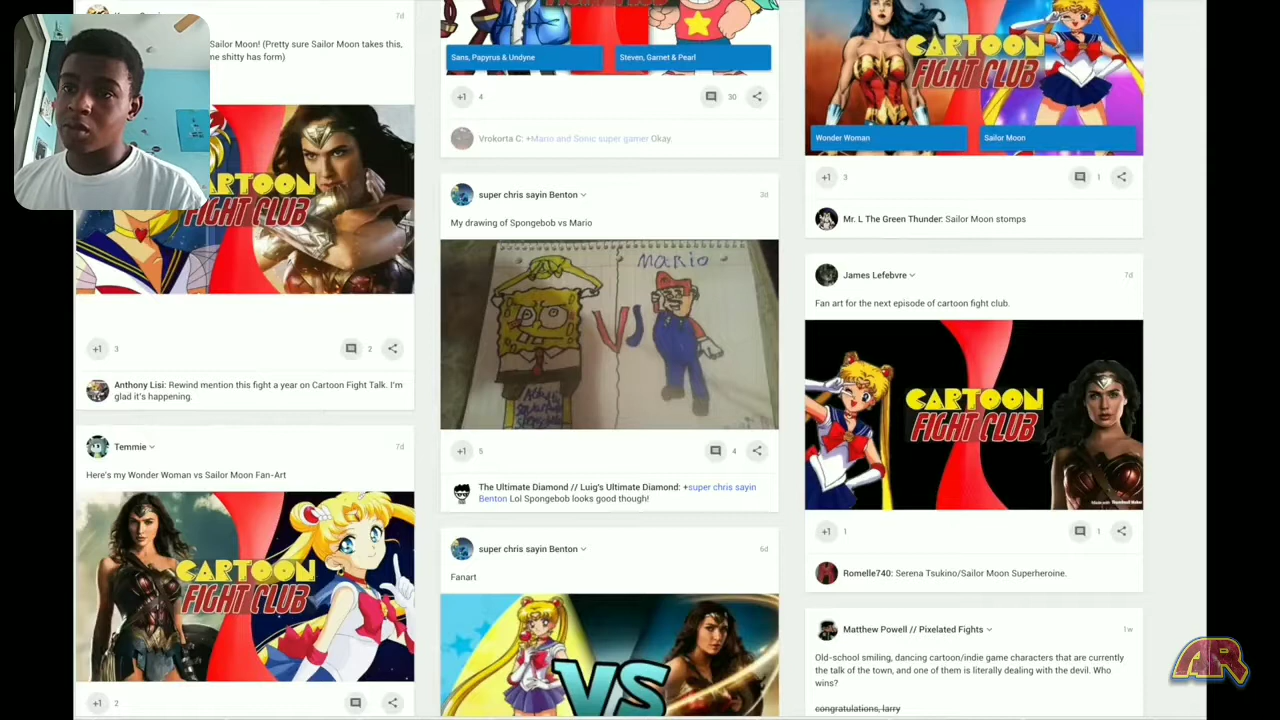 7d
Sailor Moon! (Pretty sure Sailor Moon takes this,
me shitty has form)
CARTOON
FIGHT CLUB
+1 3
2
Anthony Lisi: Rewind mention this fight a year on Cartoon Fight Talk. I'm
glad it's happening.
Temmie
7d
Here's my Wonder Woman vs Sailor Moon Fan-Art
CARTOON
FIGHT CLUB
+1 2
Sans, Papyrus & Undyne
Steven, Garnet & Pearl
+1 4
30
Vrokorta C: +Mario and Sonic super gamer Okay.
super chris sayin Benton
3d
My drawing of Spongebob vs Mario
MARIO
VS
+1 5
4
The Ultimate Diamond // Luig's Ultimate Diamond: +super chris sayin
Benton Lol Spongebob looks good though!
super chris sayin Benton
6d
Fanart
VS
CARTOON
FIGHT CLUB
Wonder Woman
Sailor Moon
+1 3
1
Mr. L The Green Thunder: Sailor Moon stomps
James Lefebvre
7d
Fan art for the next episode of cartoon fight club.
CARTOON
FIGHT CLUB
+1 1
1
Romelle740: Serena Tsukino/Sailor Moon Superheroine.
Matthew Powell // Pixelated Fights
1w
Old-school smiling, dancing cartoon/indie game characters that are currently
the talk of the town, and one of them is literally dealing with the devil. Who
wins?
congratulations, larry
AR